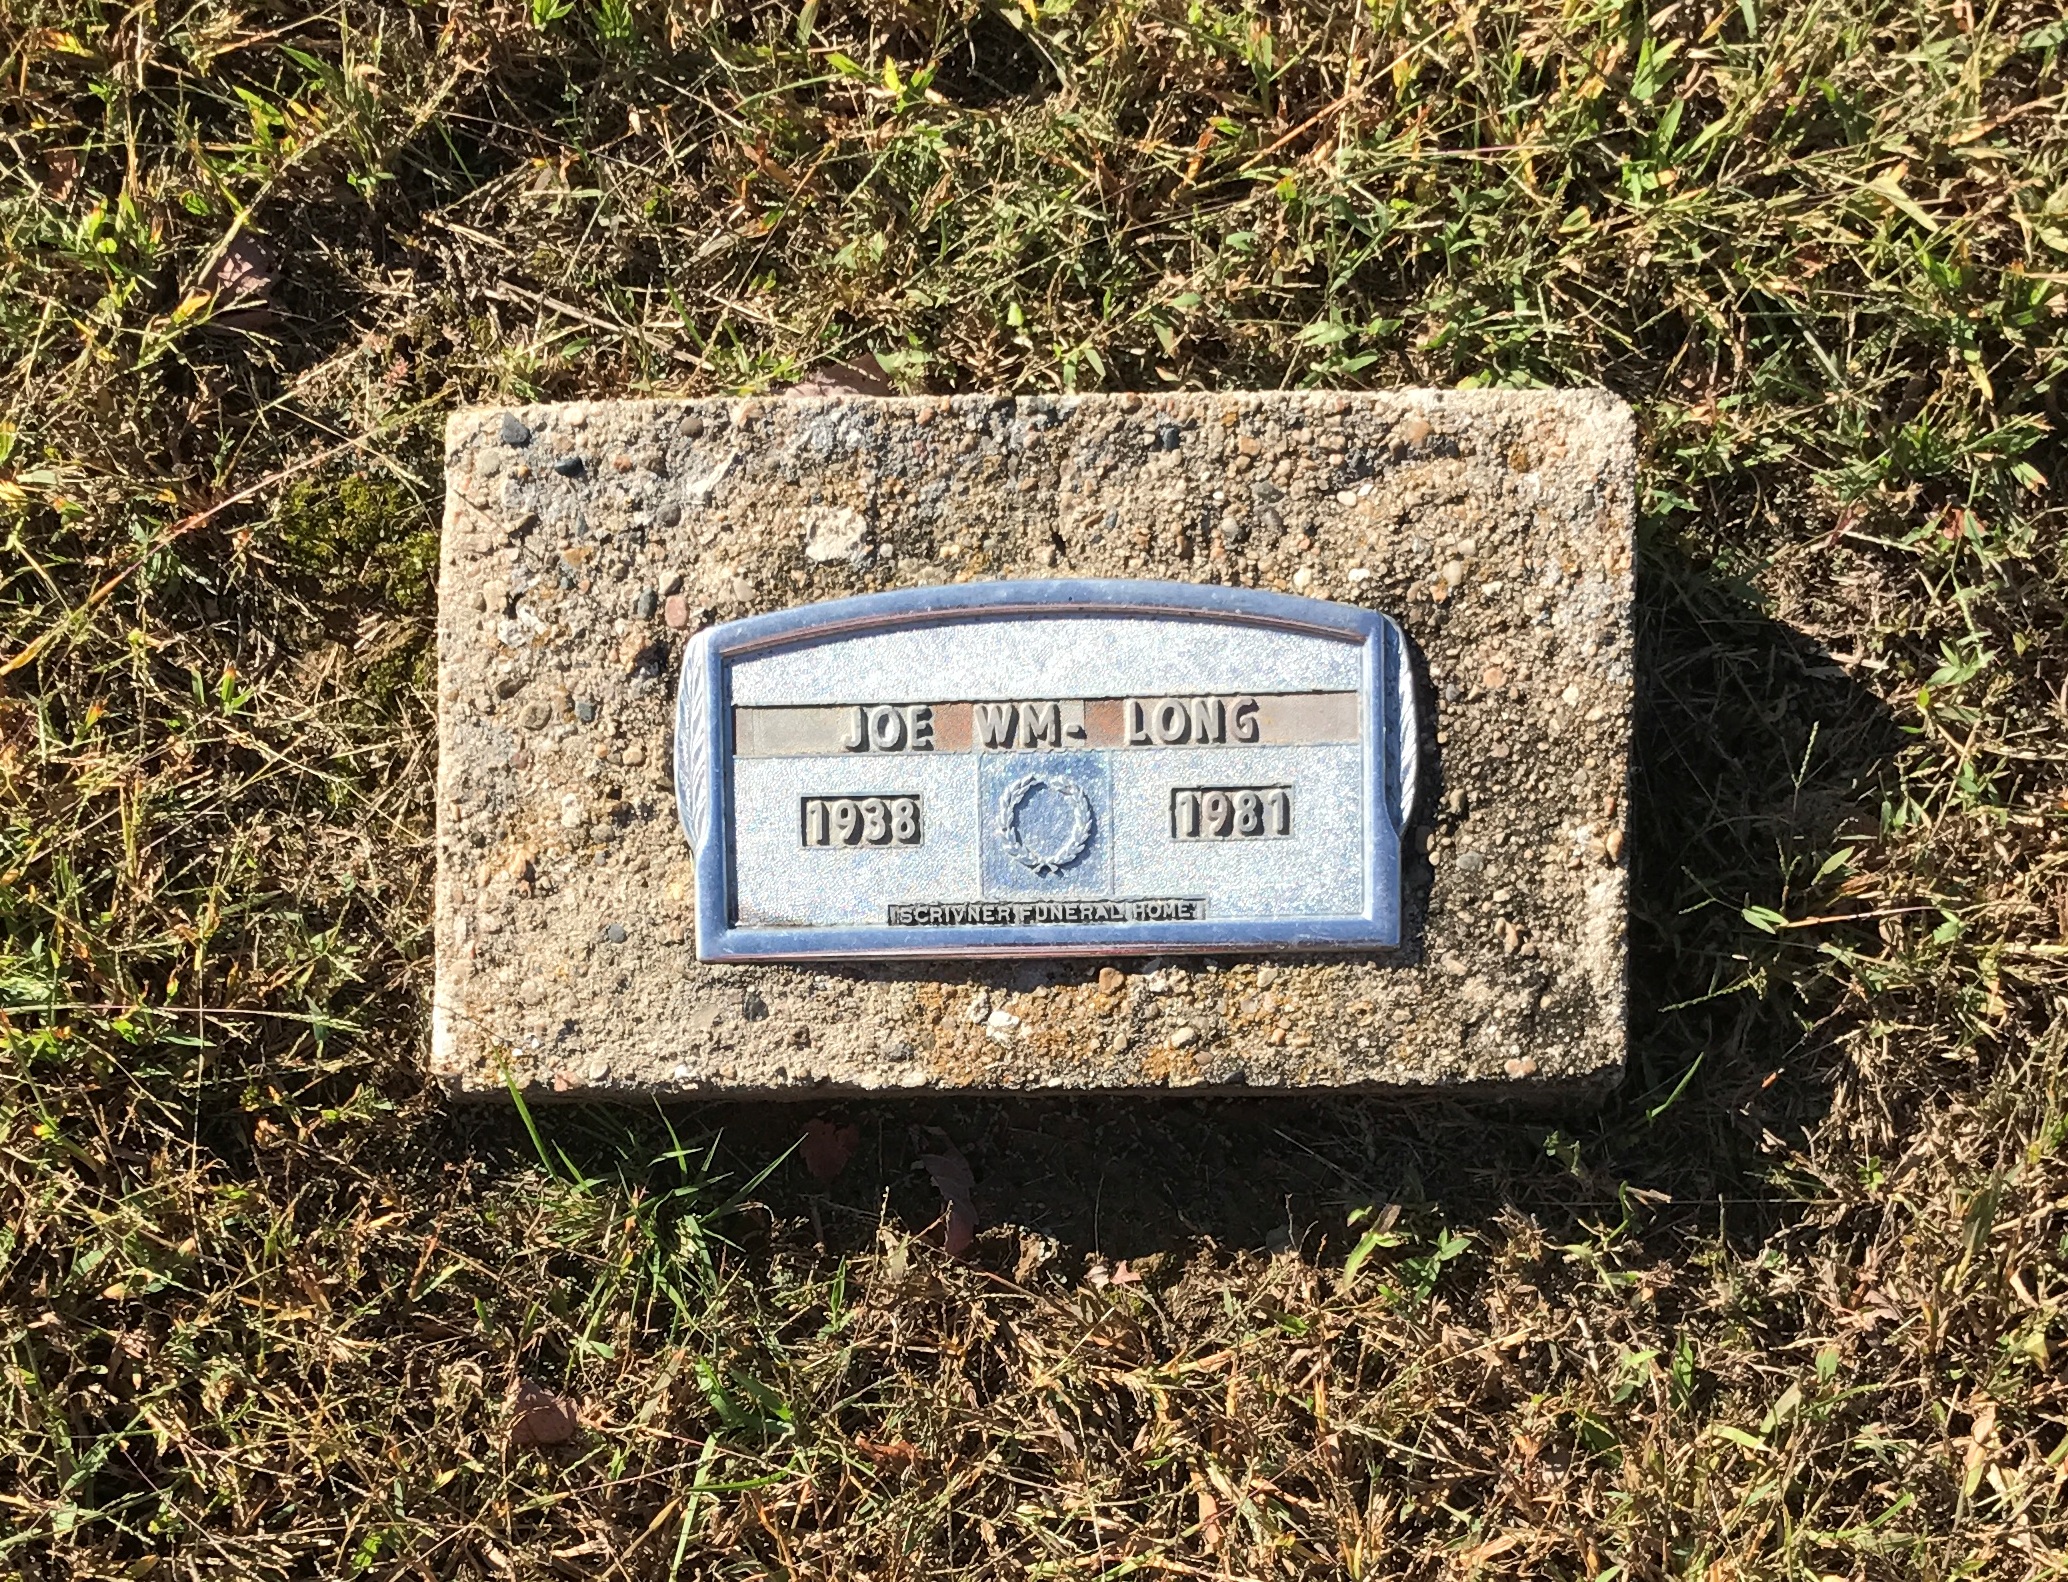 JOE WM- LONG
1938 1981
SCRIVNER FUNERAL HOME